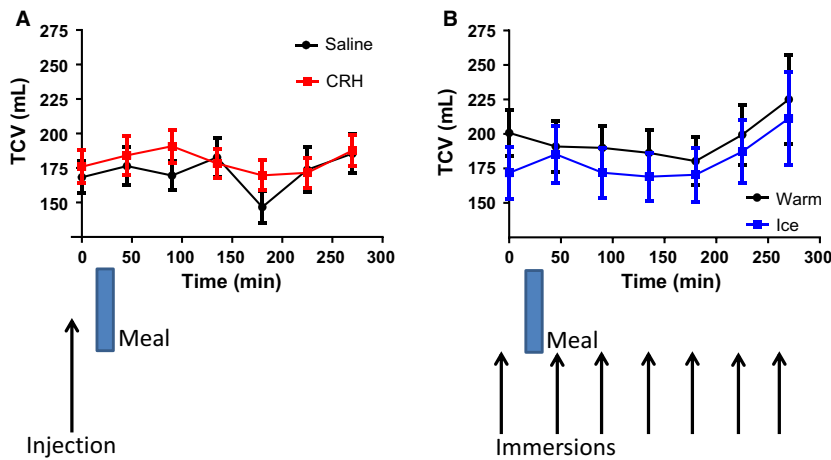 A
Saline
CRH
TCV (mL)
275
250
225
200
175
150
0 50 100 150 200 250 300
Time (min)
Meal
Injection
B
275
250
225
200
175
150
TCV (mL)
Warm
Ice
0 50 100 150 200 250 300
Time (min)
Meal
Immersions